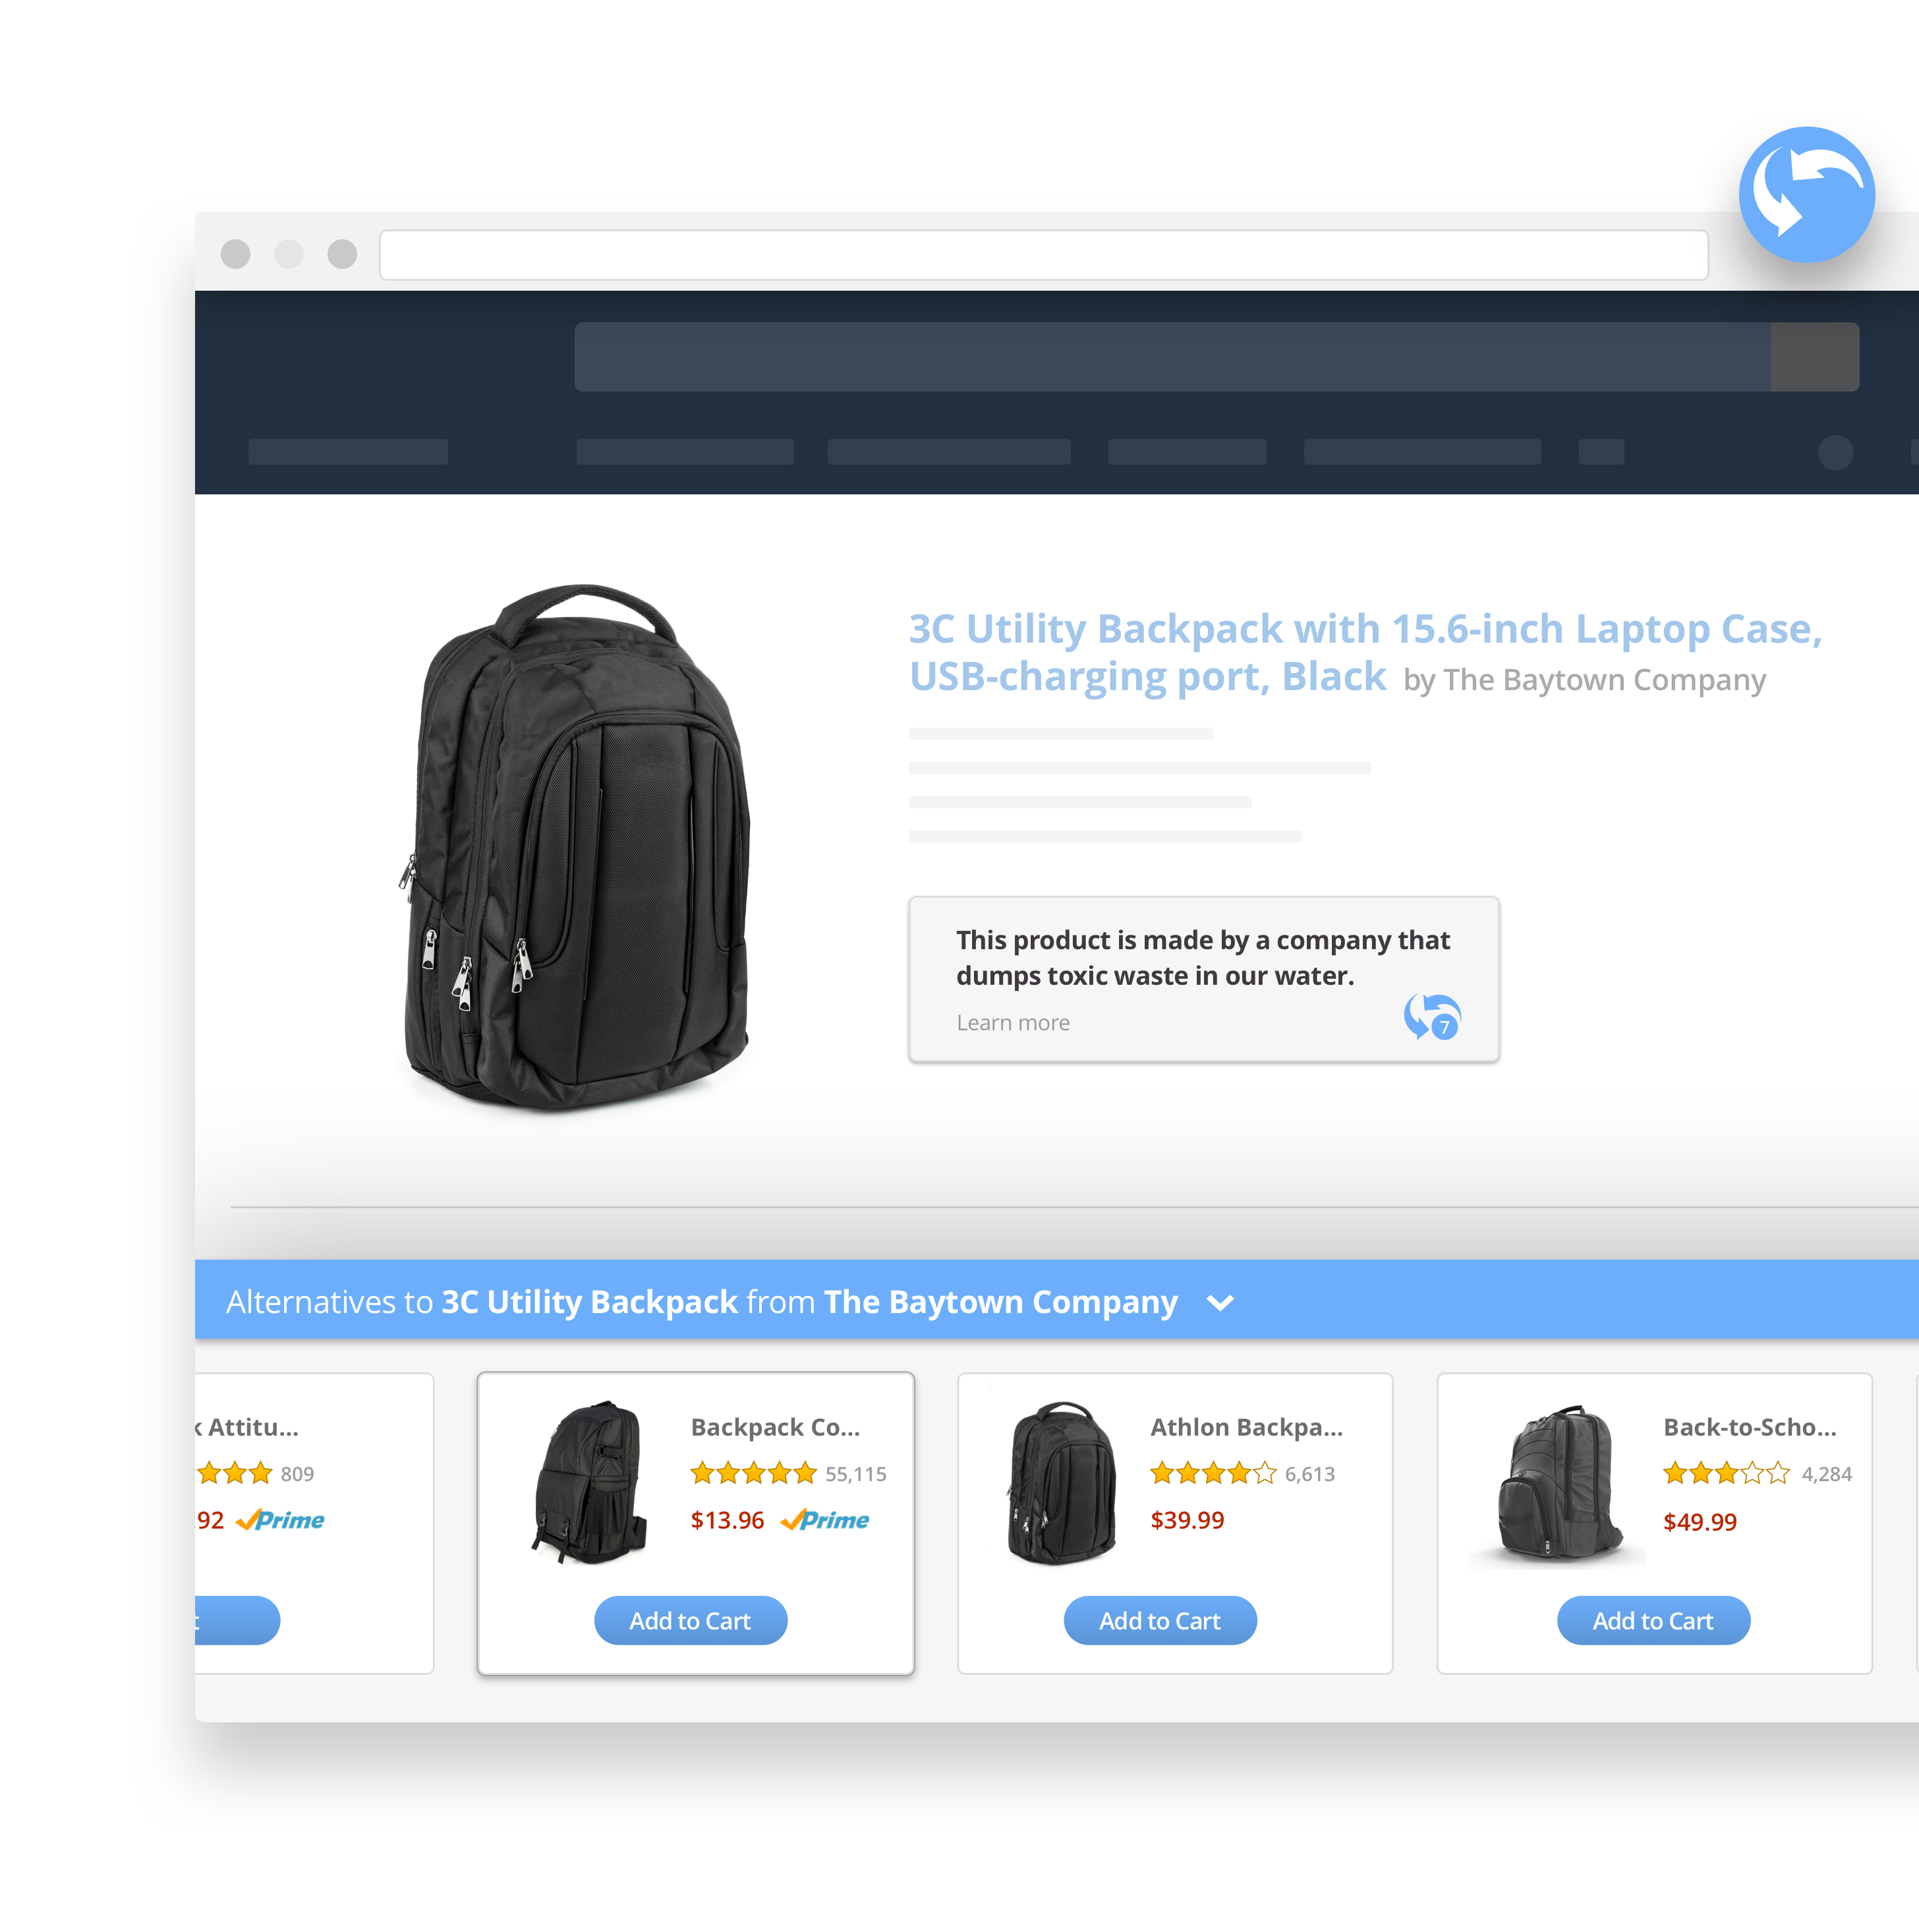 3C Utility Backpack with 15.6-inch Laptop Case,
USB-charging port, Black by The Baytown Company
This product is made by a company that
dumps toxic waste in our water.
Learn more
7
Alternatives to 3C Utility Backpack from The Baytown Company
Attitu...
809
92 Prime
Backpack Co...
55,115
$13.96 Prime
Add to Cart
Athlon Backpa...
6,613
$39.99
Add to Cart
Back-to-Scho...
4,284
$49.99
Add to Cart